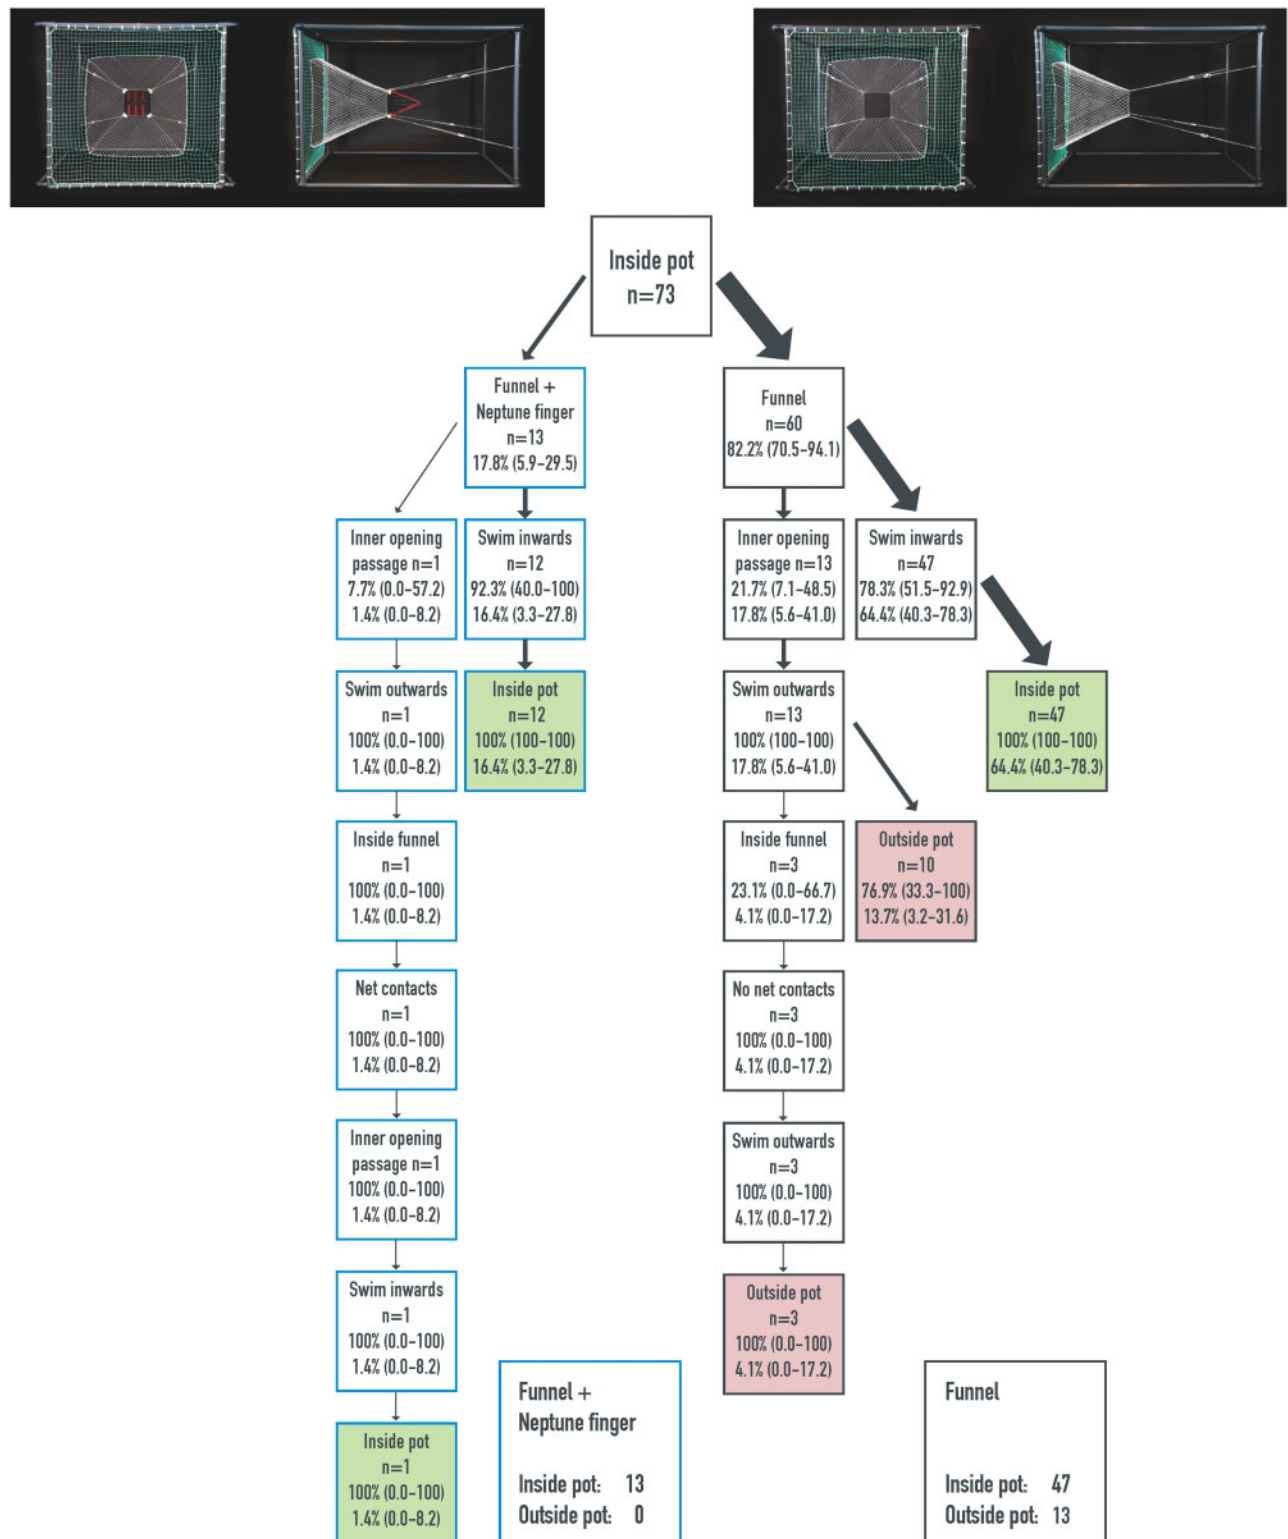 Inside pot
n=73
Funnel +
Neptune finger
n=13
17.8% (5.9–29.5)
Funnel
n=60
82.2% (70.5–94.1)
Inner opening
passage n=1
7.7% (0.0–57.2)
1.4% (0.0–8.2)
Swim inwards
n=12
92.3% (40.0–100)
16.4% (3.3–27.8)
Inner opening
passage n=13
21.7% (7.1–48.5)
17.8% (5.6–41.0)
Swim inwards
n=47
78.3% (51.5–92.9)
64.4% (40.3–78.3)
Swim outwards
n=1
100% (0.0–100)
1.4% (0.0–8.2)
Inside pot
n=12
100% (100–100)
16.4% (3.3–27.8)
Swim outwards
n=13
100% (100–100)
17.8% (5.6–41.0)
Inside pot
n=47
100% (100–100)
64.4% (40.3–78.3)
Inside funnel
n=1
100% (0.0–100)
1.4% (0.0–8.2)
Inside funnel
n=3
23.1% (0.0–66.7)
4.1% (0.0–17.2)
Outside pot
n=10
76.9% (33.3–100)
13.7% (3.2–31.6)
Net contacts
n=1
100% (0.0–100)
1.4% (0.0–8.2)
No net contacts
n=3
100% (0.0–100)
4.1% (0.0–17.2)
Inner opening
passage n=1
100% (0.0–100)
1.4% (0.0–8.2)
Swim outwards
n=3
100% (0.0–100)
4.1% (0.0–17.2)
Swim inwards
n=1
100% (0.0–100)
1.4% (0.0–8.2)
Outside pot
n=3
100% (0.0–100)
4.1% (0.0–17.2)
Inside pot
n=1
100% (0.0–100)
1.4% (0.0–8.2)
Funnel +
Neptune finger
Inside pot: 13
Outside pot: 0
Funnel
Inside pot: 47
Outside pot: 13